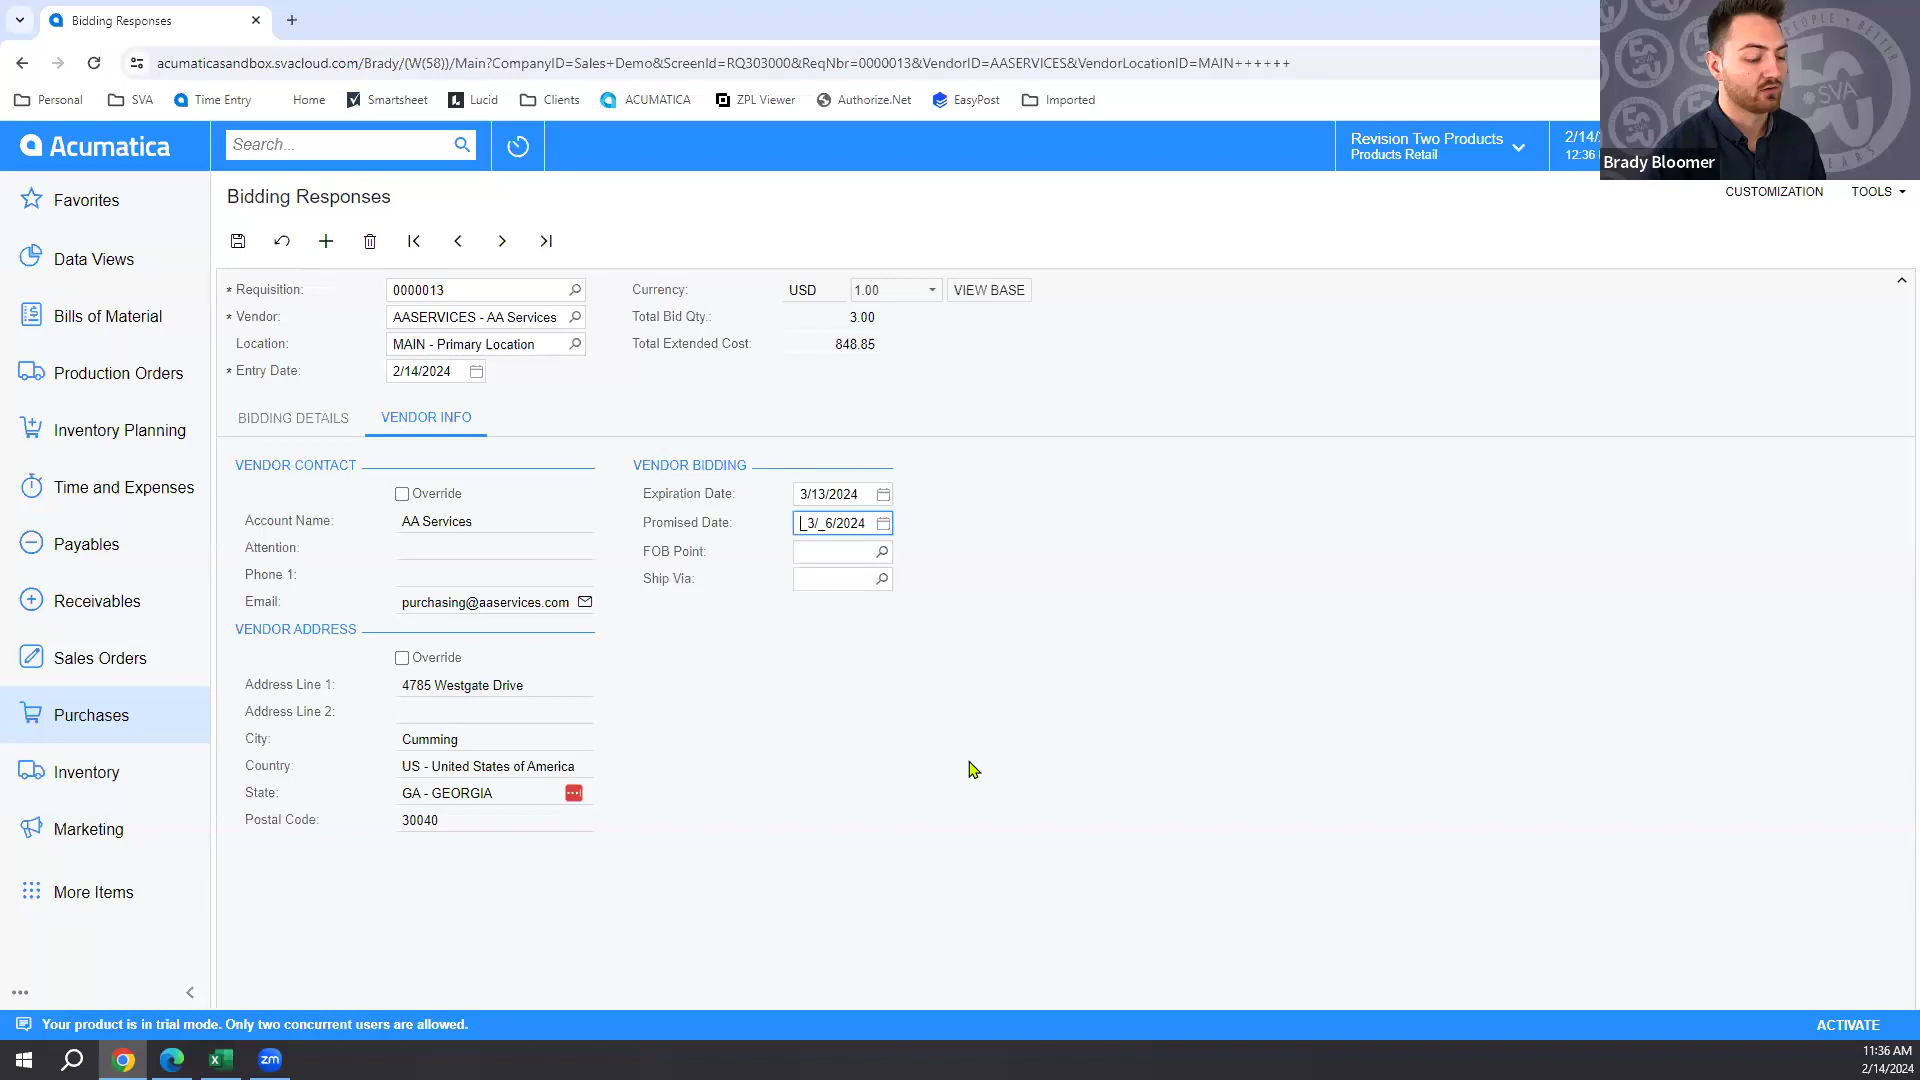 Bidding Responses
acumaticasandbox.svacloud.com/Brady/(W(58))/Main?CompanyID=Sales+Demo&ScreenId=RQ303000&ReqNbr=0000013&VendorID=AASERVICES&VendorLocationID=MAIN++++++
Personal SVA Time Entry Home Smartsheet Lucid Clients ACUMATICA ZPL Viewer Authorize.Net EasyPost Imported
Acumatica
Search...
Revision Two Products
Products Retail
2/14/
12:36
Brady Bloomer
SVA
CUSTOMIZATION TOOLS
Favorites
Data Views
Bills of Material
Production Orders
Inventory Planning
Time and Expenses
Payables
Receivables
Sales Orders
Purchases
Inventory
Marketing
More Items
Bidding Responses
* Requisition: 0000013
* Vendor: AASERVICES - AA Services
Location: MAIN - Primary Location
* Entry Date: 2/14/2024
Currency: USD 1.00 VIEW BASE
Total Bid Qty.: 3.00
Total Extended Cost: 848.85
BIDDING DETAILS VENDOR INFO
VENDOR CONTACT
Override
Account Name: AA Services
Attention:
Phone 1:
Email: purchasing@aaservices.com
VENDOR ADDRESS
Override
Address Line 1: 4785 Westgate Drive
Address Line 2:
City: Cumming
Country: US - United States of America
State: GA - GEORGIA
Postal Code: 30040
VENDOR BIDDING
Expiration Date: 3/13/2024
Promised Date: _3/_6/2024
FOB Point:
Ship Via:
Your product is in trial mode. Only two concurrent users are allowed.
ACTIVATE
zm
11:36 AM
2/14/2024